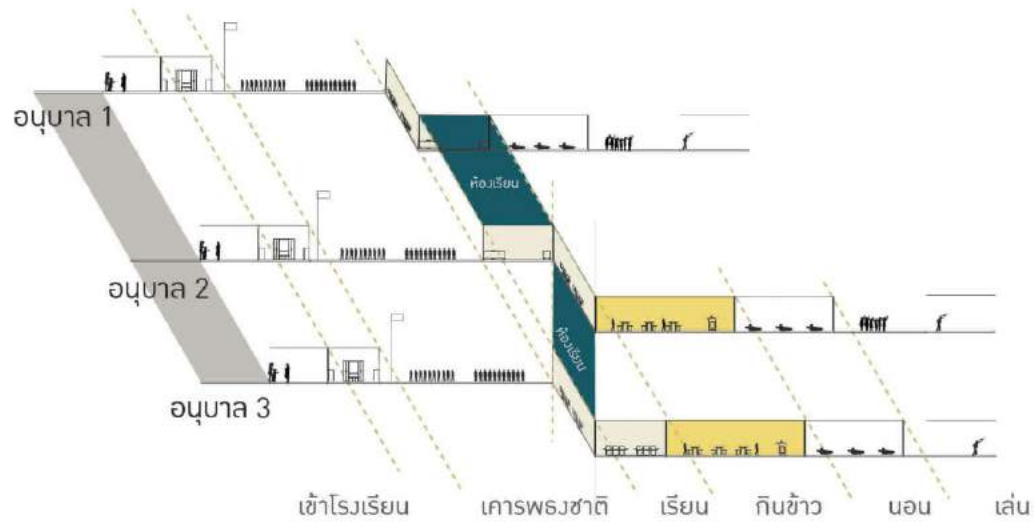 อนุบาล 1
ห้องเรียน
อนุบาล 2
ห้องเรียน
อนุบาล 3
เข้าโรงเรียน เคารพธงชาติ เรียน กินข้าว นอน เล่น